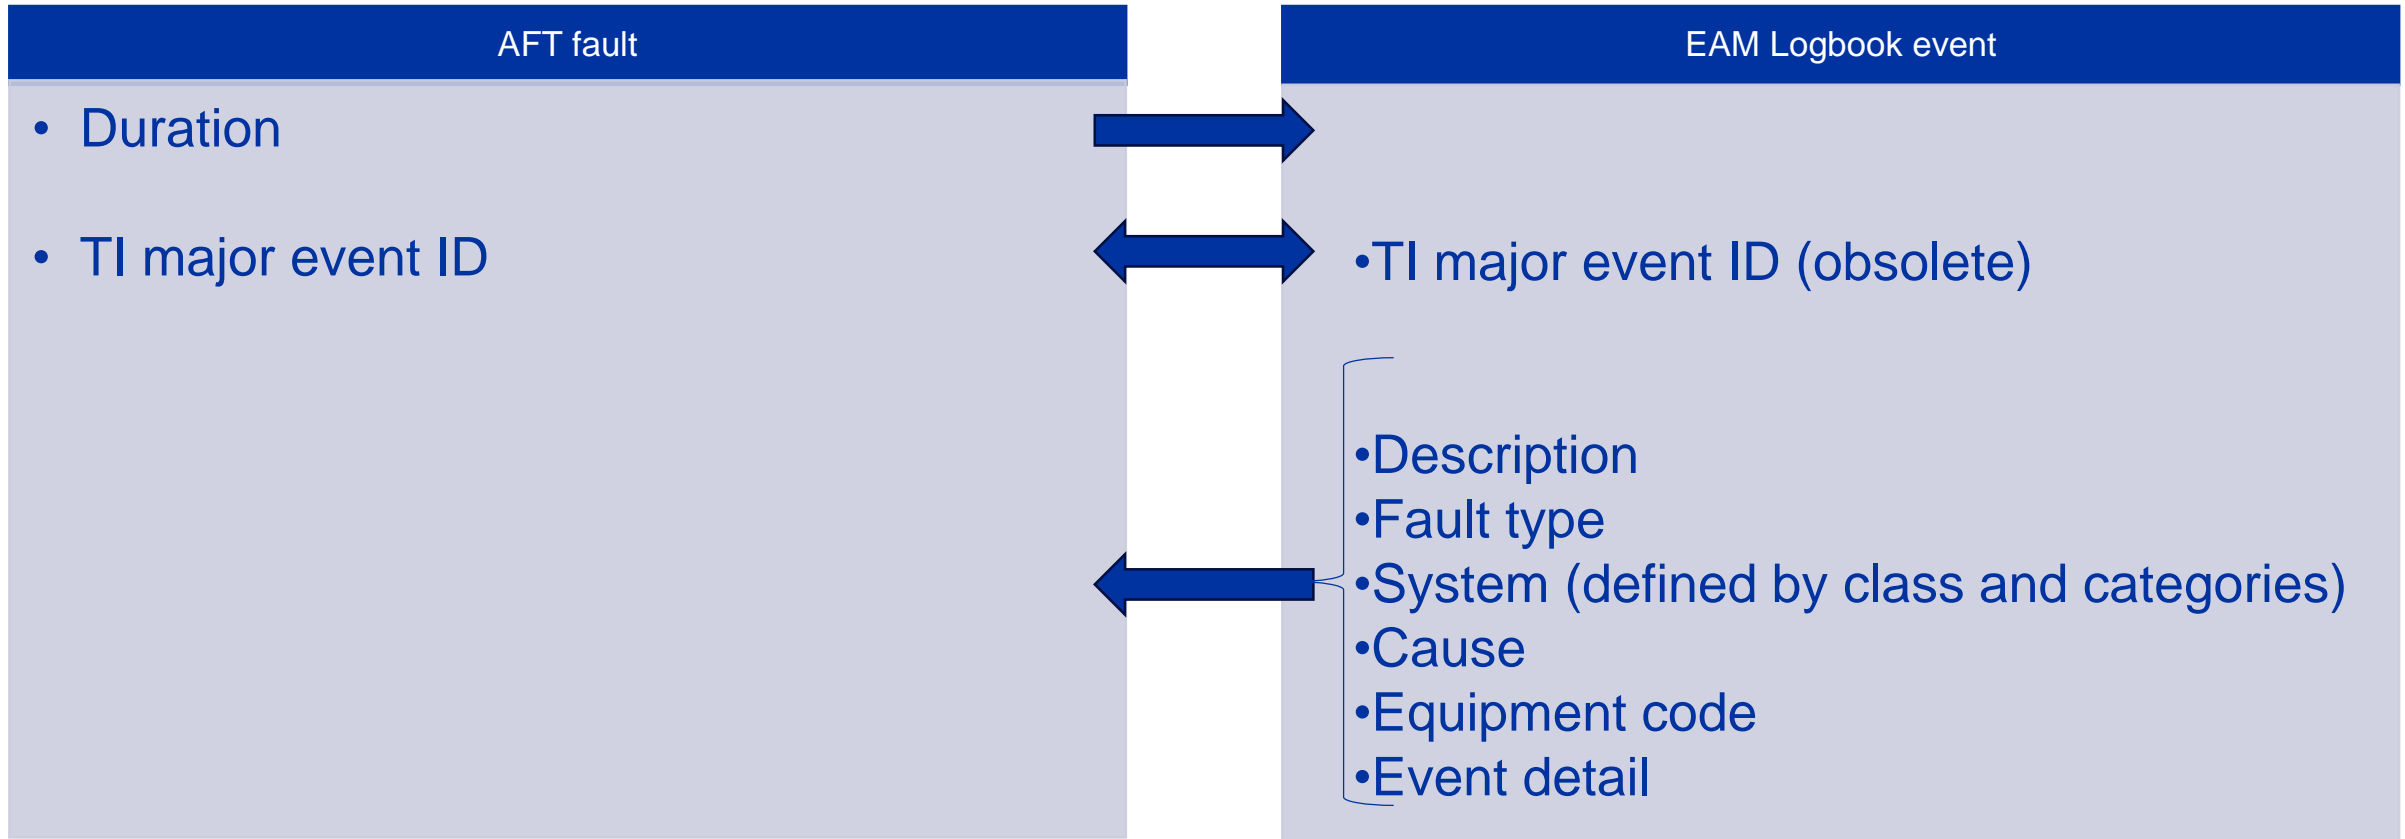 AFT fault
• Duration
• TI major event ID
EAM Logbook event
•TI major event ID (obsolete)
•Description
•Fault type
•System (defined by class and categories)
•Cause
•Equipment code
•Event detail